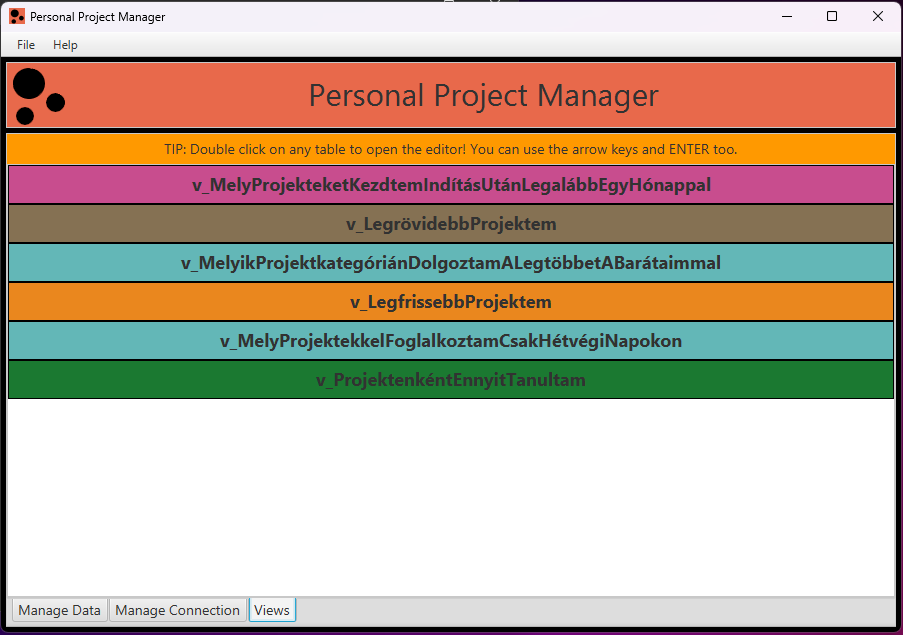 Personal Project Manager
File Help
Personal Project Manager
TIP: Double click on any table to open the editor! You can use the arrow keys and ENTER too.
v_MelyProjekteketKezdtemIndításUtánLegalábbEgyHónappal
v_LegrövidebbProjektem
v_MelyikProjektkategóriánDolgoztamALegtöbbetABarátaimmal
v_LegfrissebbProjektem
v_MelyProjektekkelFoglalkoztamCsakHétvégiNapokon
v_ProjektenkéntEnnyitTanultam
Manage Data Manage Connection Views